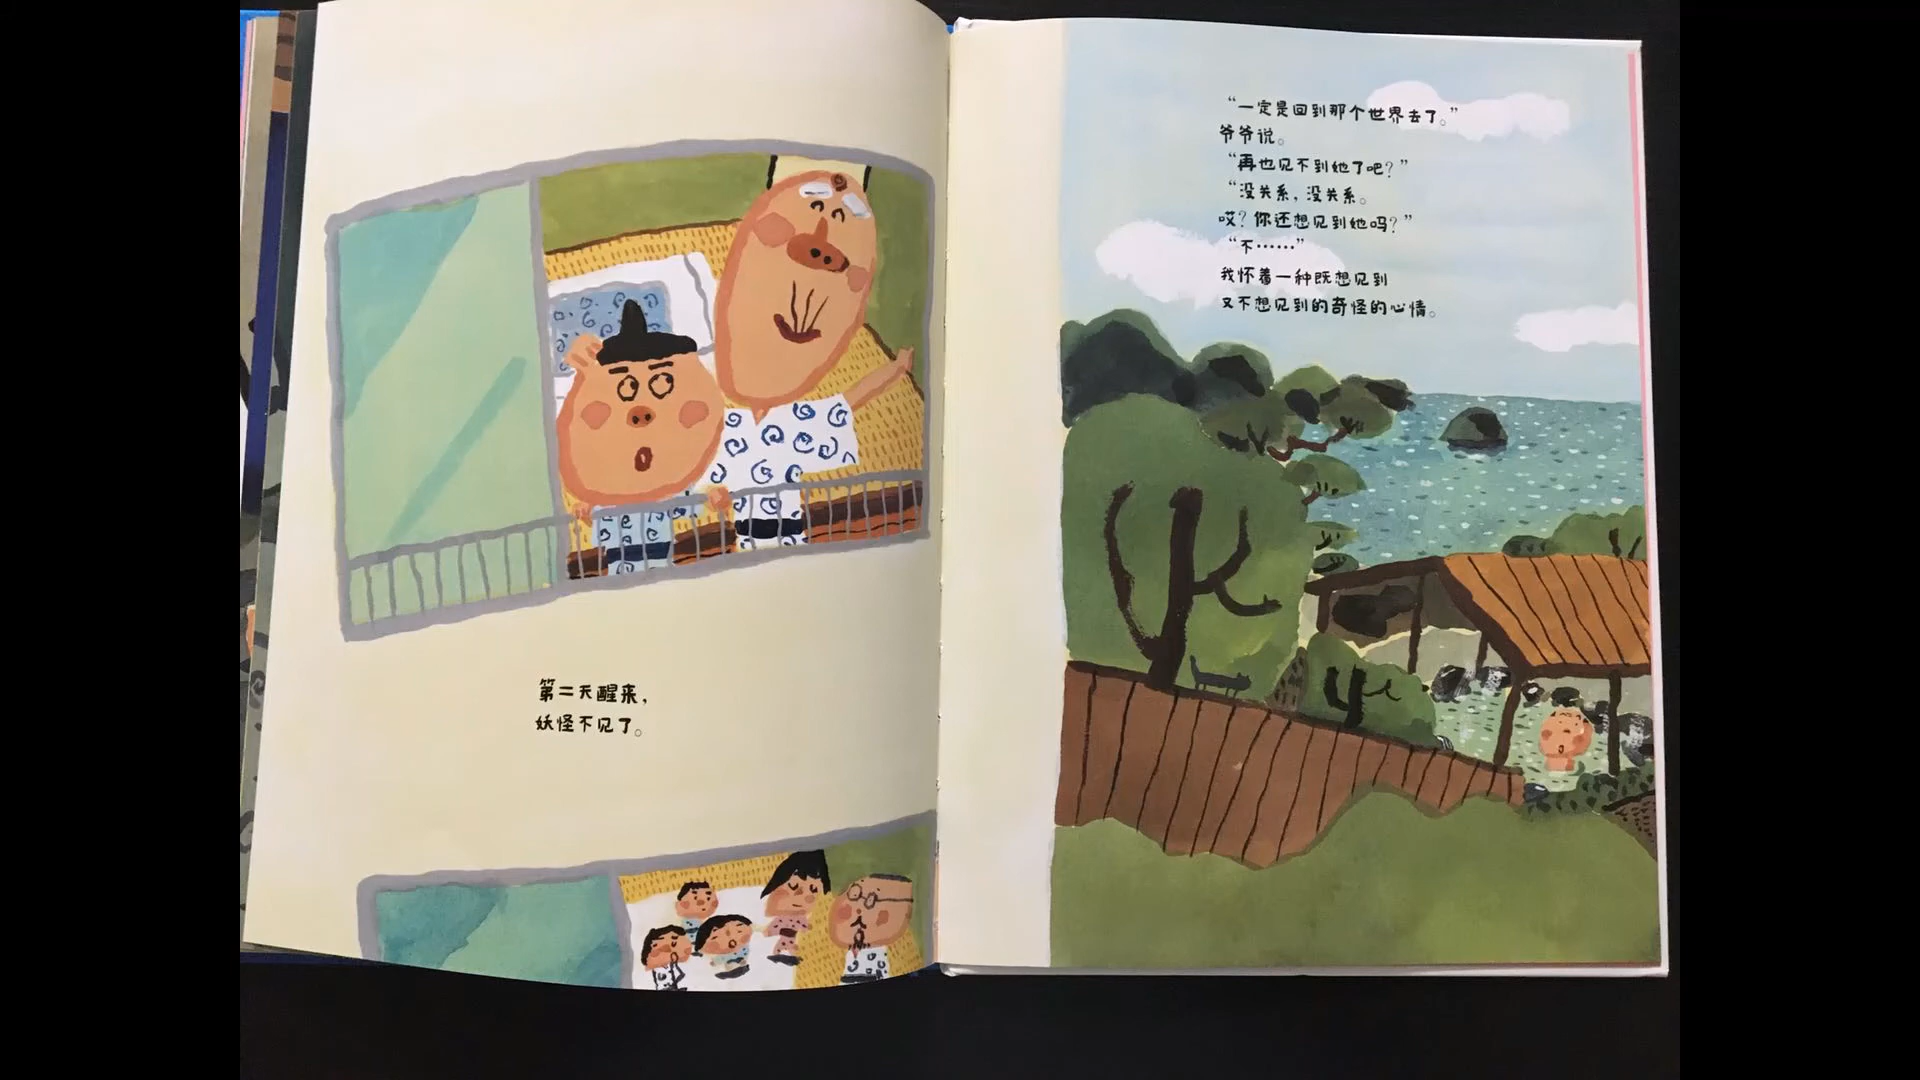 第二天醒来，
妖怪不见了。
“一定是回到那个世界去了。”
爷爷说。
“再也见不到她了吧？”
“没关系，没关系。
哎？你还想见到她吗？”
“不……”
我怀着一种既想见到
又不想见到的奇怪的心情。